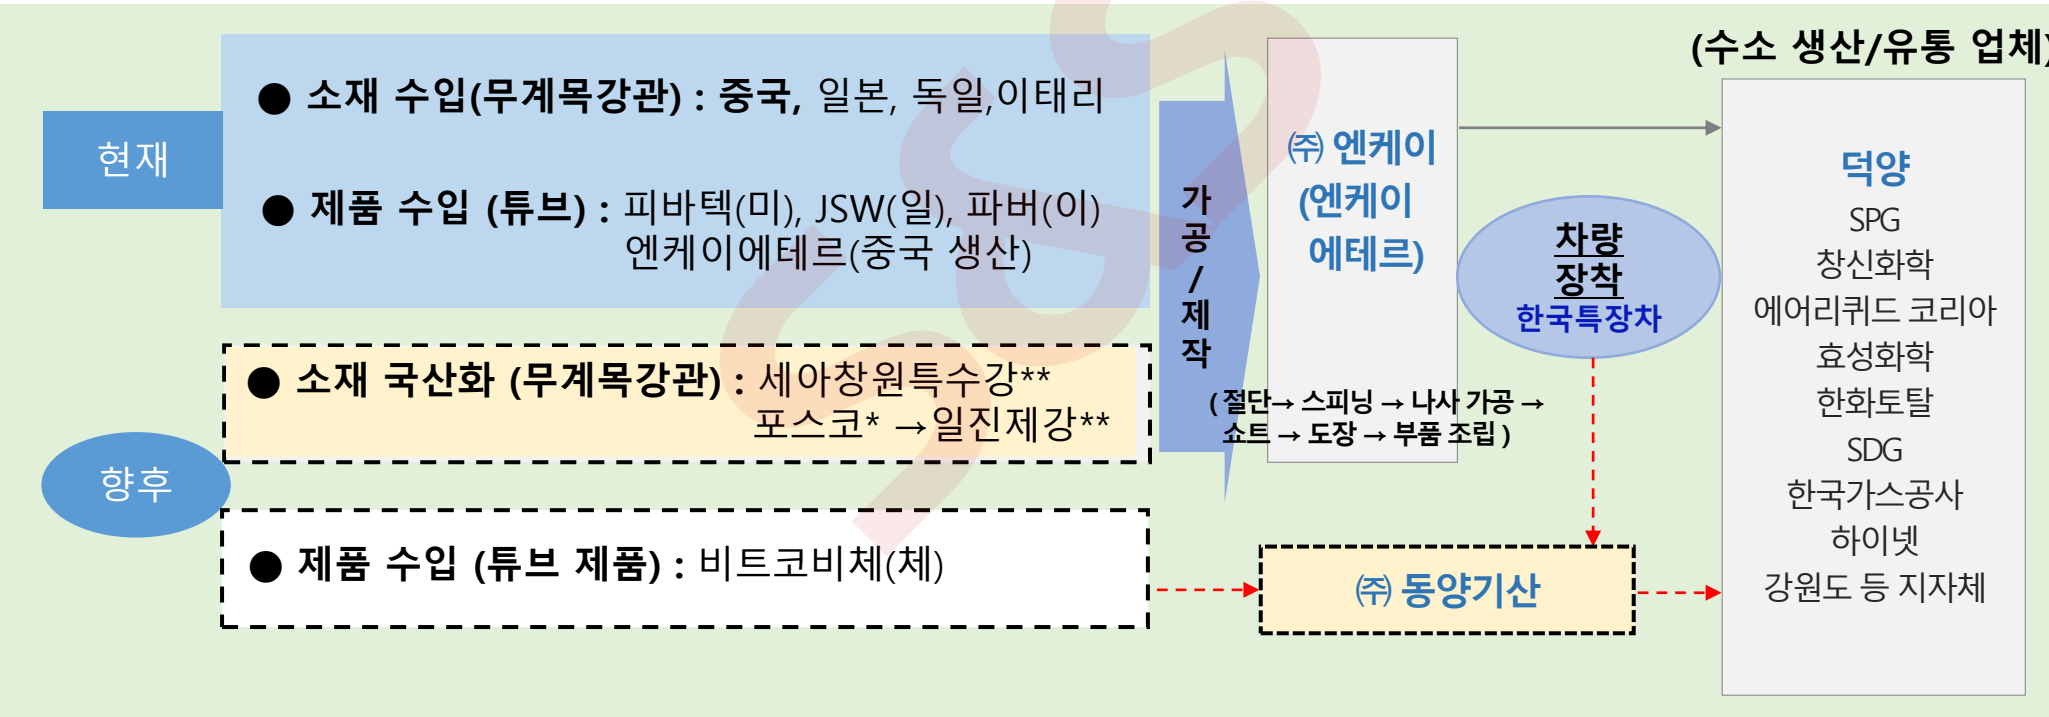 현재
● 소재 수입(무계목강관) : 중국, 일본, 독일,이태리
● 제품 수입 (튜브) : 피바텍(미), JSW(일), 파버(이)
엔케이에테르(중국 생산)
향후
● 소재 국산화 (무계목강관) : 세아창원특수강**
포스코* →일진제강**
● 제품 수입 (튜브 제품) : 비트코비체(체)
가
공
/
제
작
㈜ 엔케이
(엔케이
에테르)
( 절단→ 스피닝 → 나사 가공 →
쇼트 → 도장 → 부품 조립 )
차량
장착
한국특장차
㈜ 동양기산
(수소 생산/유통 업체)
덕양
SPG
창신화학
에어리퀴드 코리아
효성화학
한화토탈
SDG
한국가스공사
하이넷
강원도 등 지자체